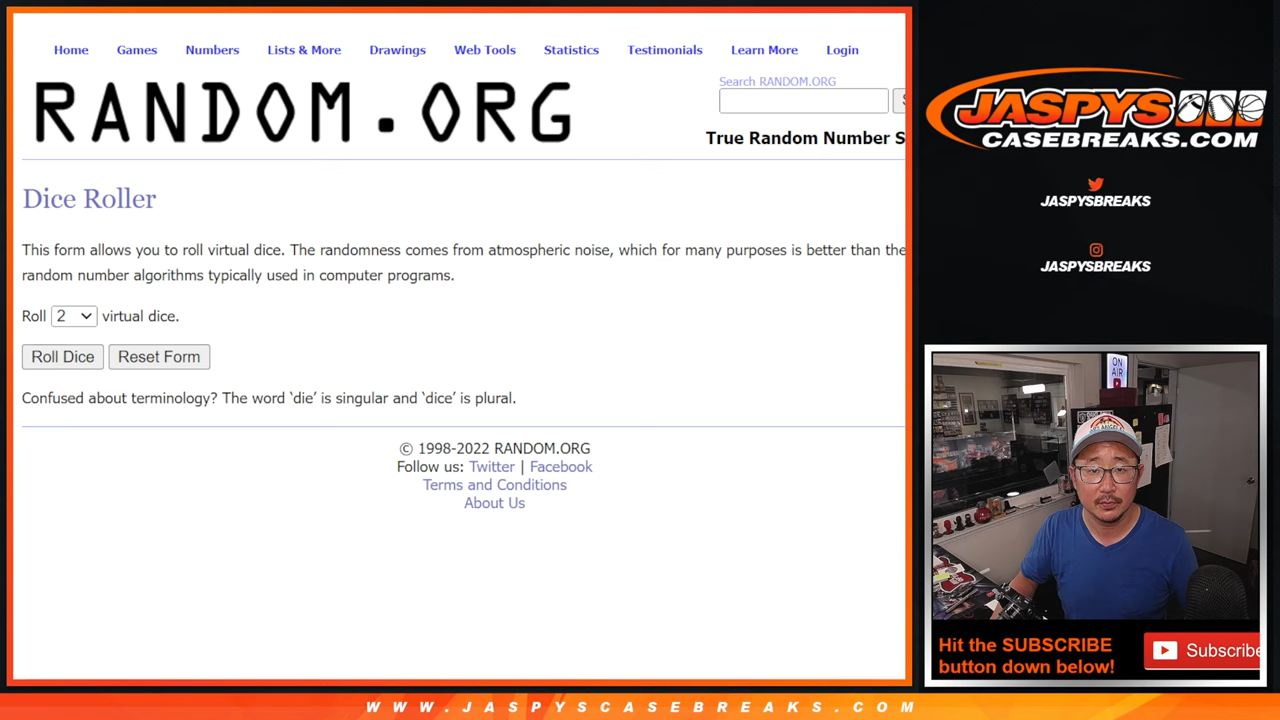 Home Games Numbers Lists & More Drawings Web Tools Statistics Testimonials Learn More Login
RANDOM.ORG
Search RANDOM.ORG
True Random Number S
Dice Roller
This form allows you to roll virtual dice. The randomness comes from atmospheric noise, which for many purposes is better than the
random number algorithms typically used in computer programs.
Roll 2 virtual dice.
Roll Dice Reset Form
Confused about terminology? The word ‘die’ is singular and ‘dice’ is plural.
© 1998-2022 RANDOM.ORG
Follow us: Twitter | Facebook
Terms and Conditions
About Us
JASPYS
CASEBREAKS.COM
JASPYSBREAKS
JASPYSBREAKS
ON
AIR
Hit the SUBSCRIBE
button down below!
Subscribe
WWW.JASPYSCASEBREAKS.COM